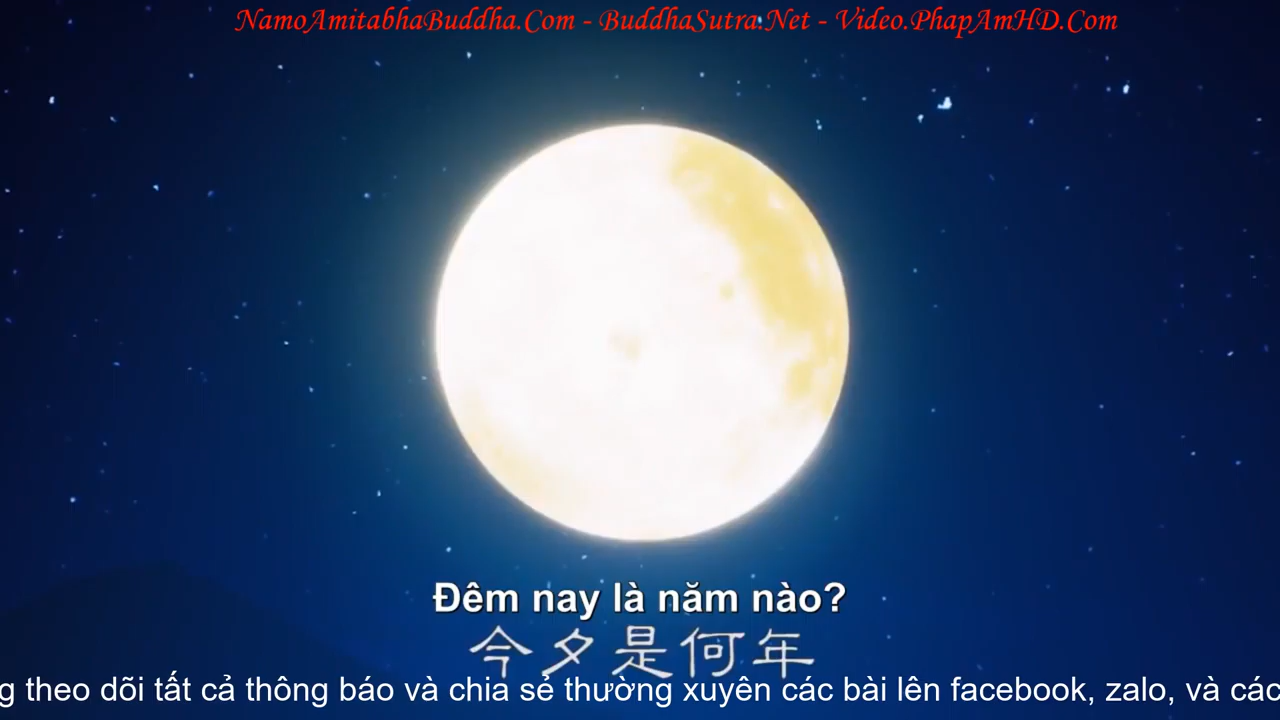 NamoAmitabhaBuddha.Com - BuddhaSutra.Net - Video.PhapAmHD.Com
Đêm nay là năm nào?
今夕是何年
g theo dõi tất cả thông báo và chia sẻ thường xuyên các bài lên facebook, zalo, và các